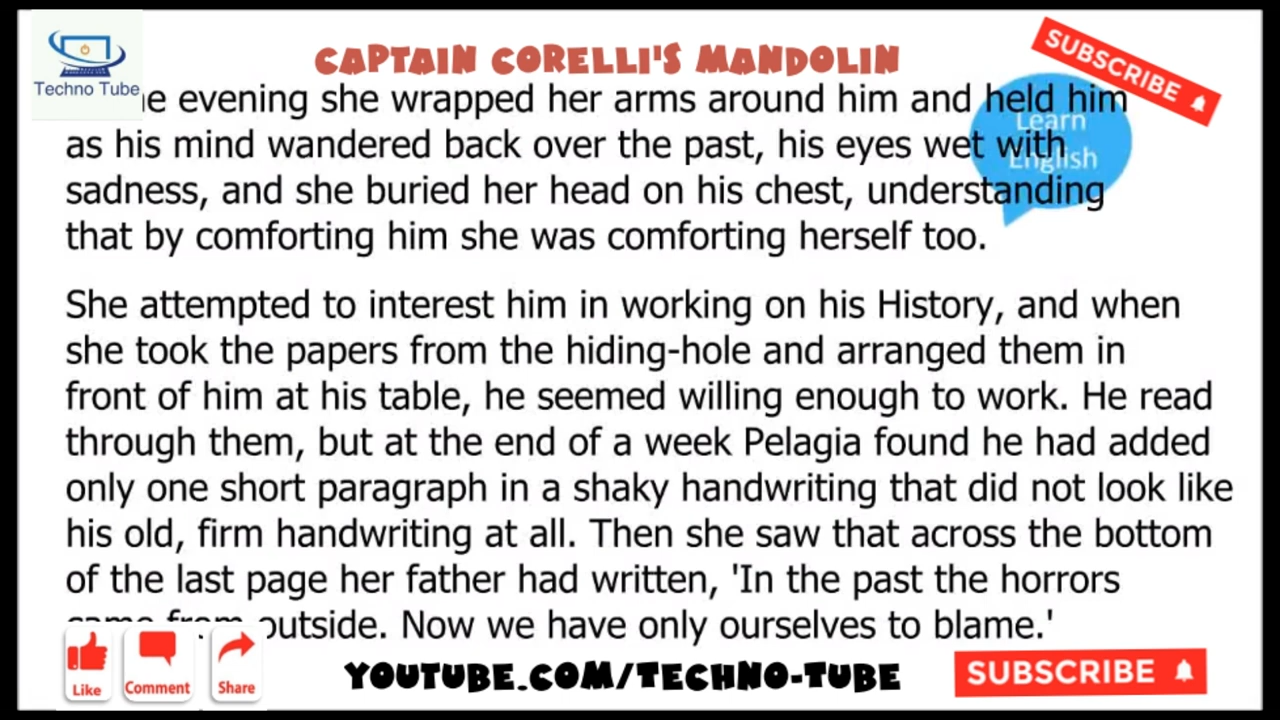 CAPTAIN CORELLI'S MANDOLIN
SUBSCRIBE
Techno Tube
evening she wrapped her arms around him and held him
Learn
English
as his mind wandered back over the past, his eyes wet with
sadness, and she buried her head on his chest, understanding
that by comforting him she was comforting herself too.
She attempted to interest him in working on his History, and when
she took the papers from the hiding-hole and arranged them in
front of him at his table, he seemed willing enough to work. He read
through them, but at the end of a week Pelagia found he had added
only one short paragraph in a shaky handwriting that did not look like
his old, firm handwriting at all. Then she saw that across the bottom
of the last page her father had written, 'In the past the horrors
came from outside. Now we have only ourselves to blame.'
Like
Comment
Share
YOUTUBE.COM/TECHNO-TUBE
SUBSCRIBE